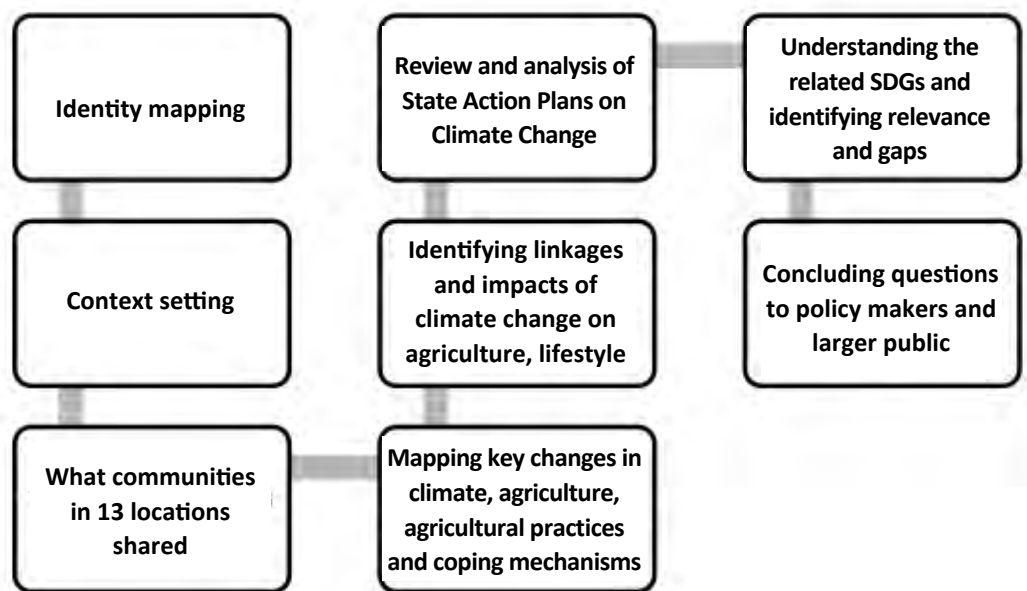 Identity mapping
Context setting
What communities
in 13 locations
shared
Mapping key changes in
climate, agriculture,
agricultural practices
and coping mechanisms
Identifying linkages
and impacts of
climate change on
agriculture, lifestyle
Review and analysis of
State Action Plans on
Climate Change
Understanding the
related SDGs and
identifying relevance
and gaps
Concluding questions
to policy makers and
larger public